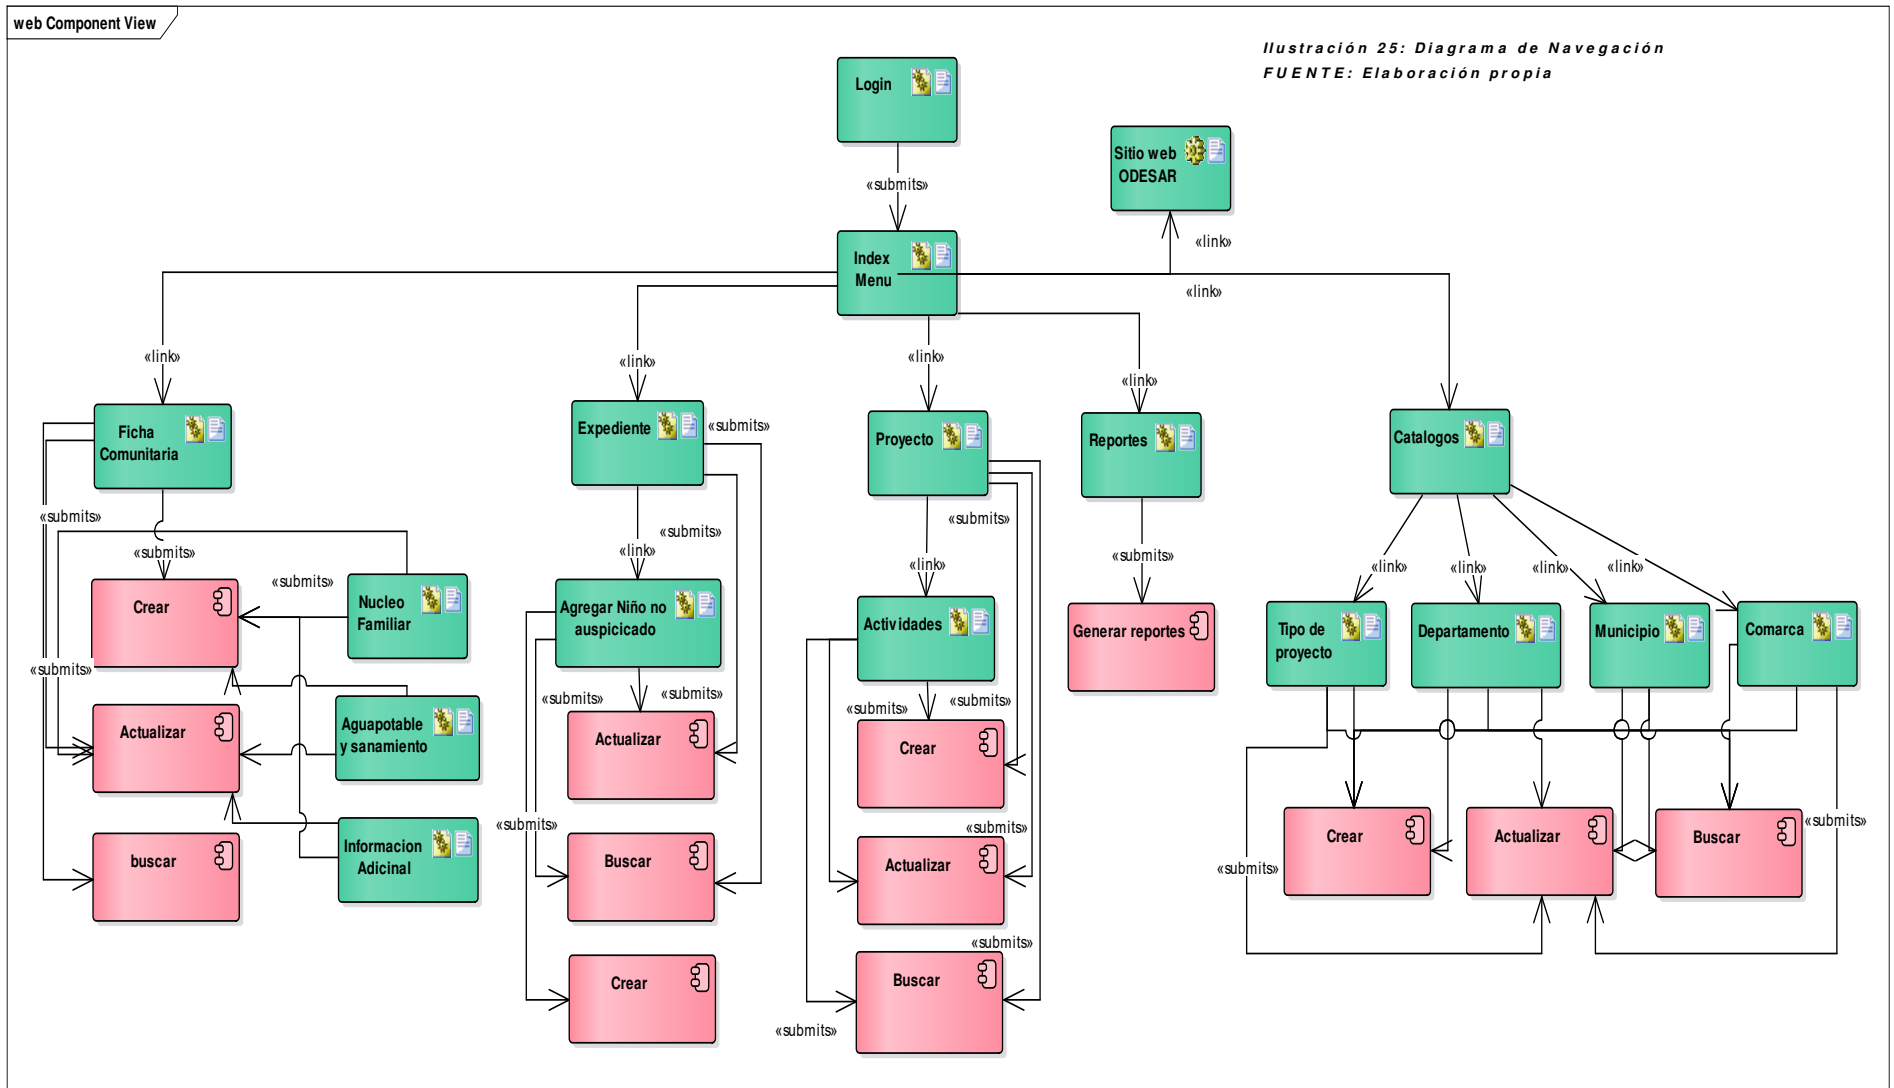 web Component View
Ilustración 25: Diagrama de Navegación
FUENTE: Elaboración propia
Login
«submits»
Sitio web
ODESAR
«link»
Index
Menu
«link»
«link»
«link»
«link»
«link»
Ficha
Comunitaria
Expediente
«submits»
Proyecto
Reportes
Catalogos
«submits»
«submits»
«submits»
«submits»
«link»
«link»
«submits»
«link»
«link»
«link»
«link»
Crear
«submits»
Nucleo
Familiar
Agregar Niño no
auspicicado
Actividades
Generar reportes
Tipo de
proyecto
Departamento
Municipio
Comarca
«submits»
«submits»
«submits»
«submits»
«submits»
Actualizar
Aguapotable
y sanamiento
Actualizar
Crear
«submits»
«submits»
«submits»
«submits»
buscar
Informacion
Adicinal
Buscar
Actualizar
Crear
Actualizar
Buscar
«submits»
Crear
Buscar
«submits»